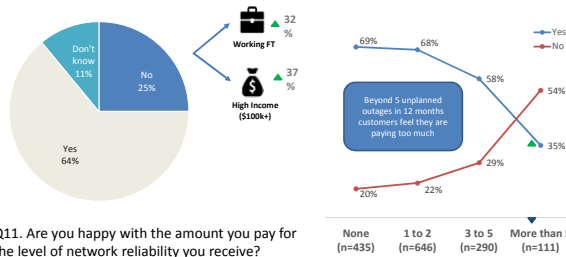 Don't
know
11%
No
25%
Yes
64%
32
%
Working FT
37
%
High Income
($100k+)
Q11. Are you happy with the amount you pay for
the level of network reliability you receive?
Yes
No
69%
68%
58%
35%
20%
22%
29%
54%
Beyond 5 unplanned
outages in 12 months
customers feel they are
paying too much
None
(n=435)
1 to 2
(n=646)
3 to 5
(n=290)
More than
(n=111)